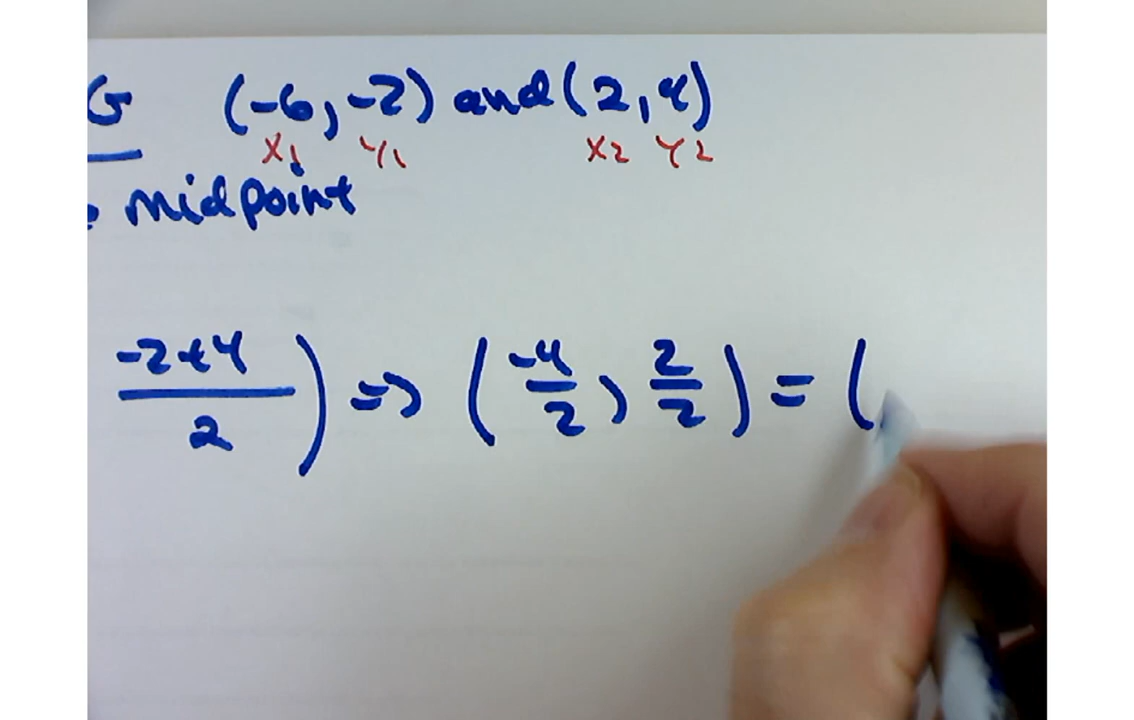 G (-6, -2) and (2, 4)
X1 Y1 X2 Y2
midpoint
-2+4/2) => (-4/2, 2/2) = (